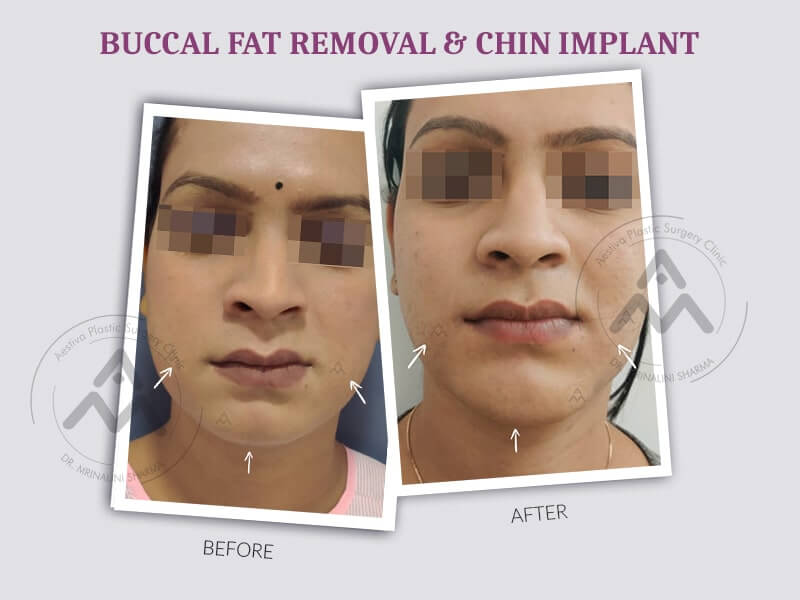 BUCCAL FAT REMOVAL & CHIN IMPLANT
Aestiva Plastic Surgery Clinic
DR. MRINALINI SHARMA
Aestiva Plastic Surgery Clinic
DR. MRINALINI SHARMA
BEFORE
AFTER